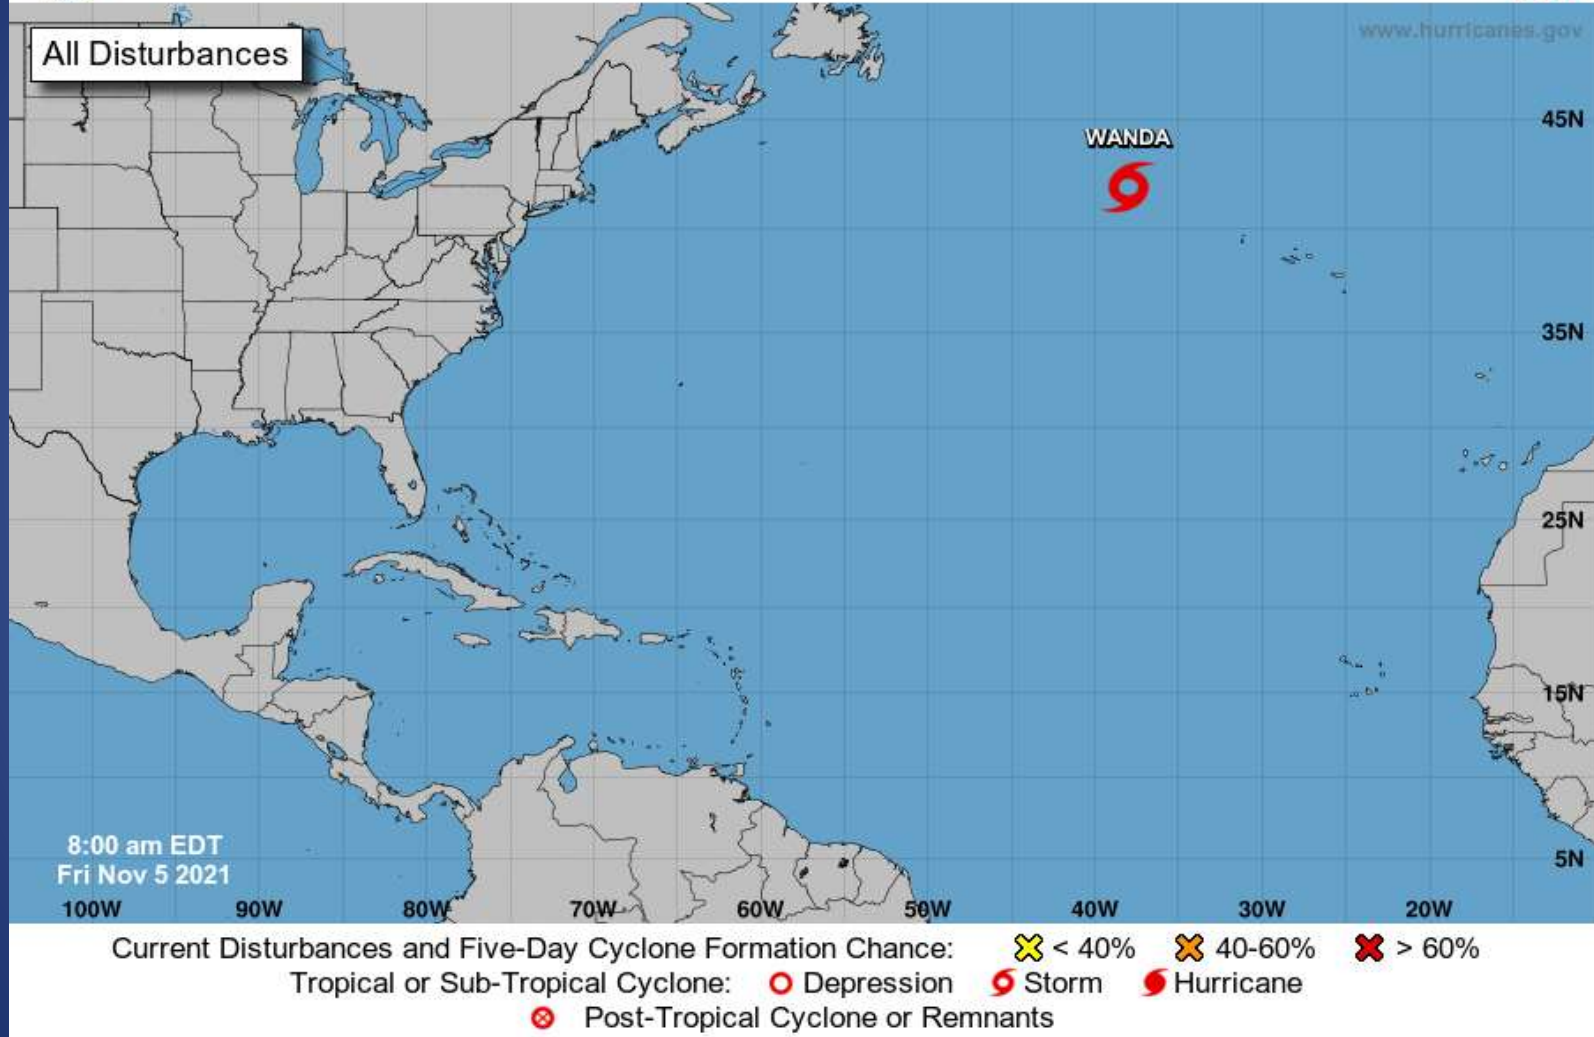 All Disturbances
www.hurricanes.gov
45N
WANDA
35N
25N
15N
8:00 am EDT
Fri Nov 5 2021
5N
100W 90W 80W 70W 60W 50W 40W 30W 20W
Current Disturbances and Five-Day Cyclone Formation Chance: < 40% 40-60% > 60%
Tropical or Sub-Tropical Cyclone: Depression Storm Hurricane
Post-Tropical Cyclone or Remnants